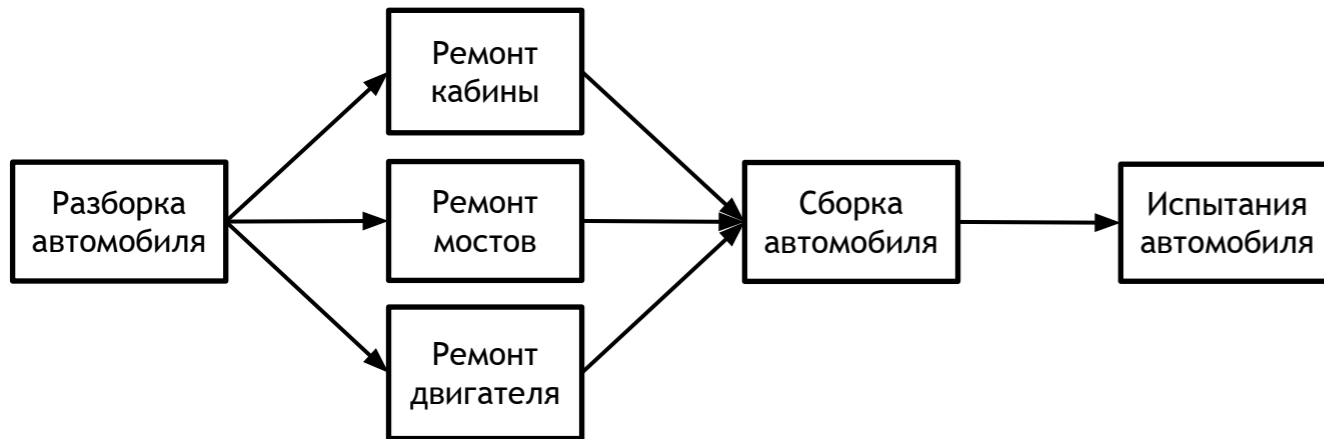 Разборка
автомобиля
Ремонт
кабины
Ремонт
мостов
Ремонт
двигателя
Сборка
автомобиля
Испытания
автомобиля